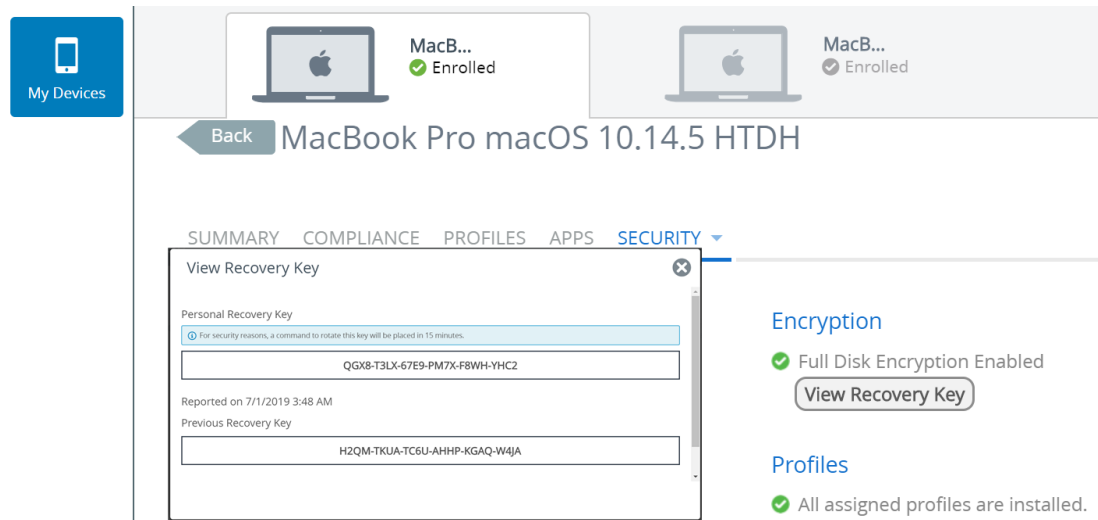 My Devices
MacB...
Enrolled
MacB...
Enrolled
Back
MacBook Pro macOS 10.14.5 HTDH
SUMMARY COMPLIANCE PROFILES APPS SECURITY
View Recovery Key
Personal Recovery Key
For security reasons, a command to rotate this key will be placed in 15 minutes.
QGX8-T3LX-67E9-PM7X-F8WH-YHC2
Reported on 7/1/2019 3:48 AM
Previous Recovery Key
H2QM-TKUA-TC6U-AHHP-KGAQ-W4JA
Encryption
Full Disk Encryption Enabled
View Recovery Key
Profiles
All assigned profiles are installed.